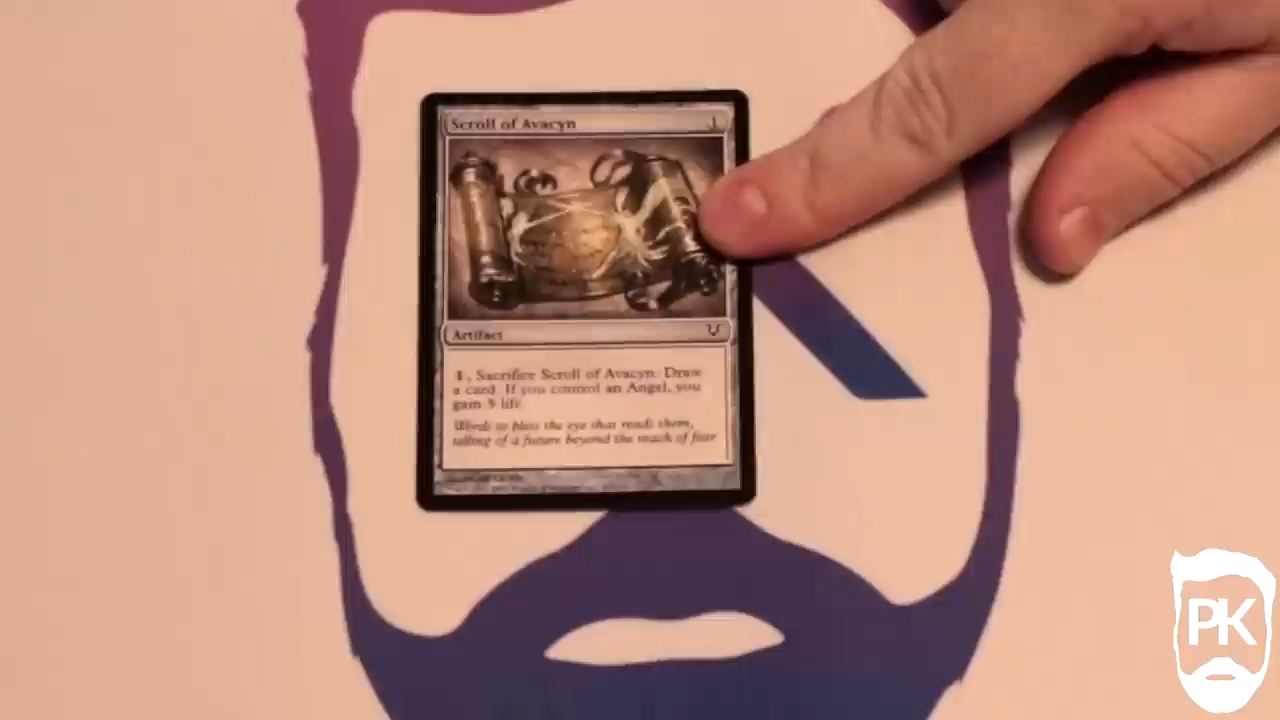 Scroll of Avacyn 1
Artifact
1, Sacrifice Scroll of Avacyn: Draw
a card. If you control an Angel, you
gain 5 life.
Words to bless the eye that reads them,
telling of a future beyond the reach of fear
PK